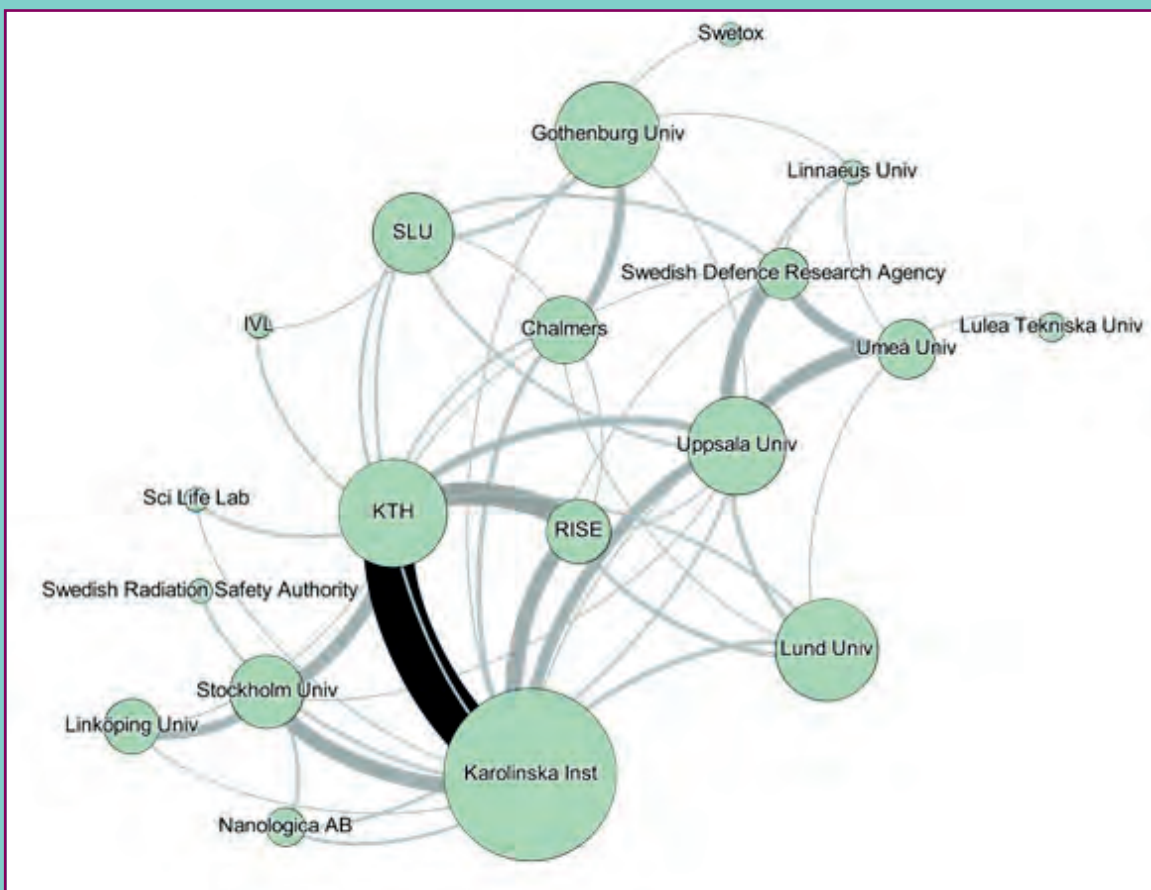 Swetox
Gothenburg Univ
Linnaeus Univ
SLU
Swedish Defence Research Agency
IVL
Chalmers
Lulea Tekniska Univ
Umeå Univ
Uppsala Univ
Sci Life Lab
KTH
RISE
Swedish Radiation Safety Authority
Lund Univ
Stockholm Univ
Linköping Univ
Karolinska Inst
Nanologica AB